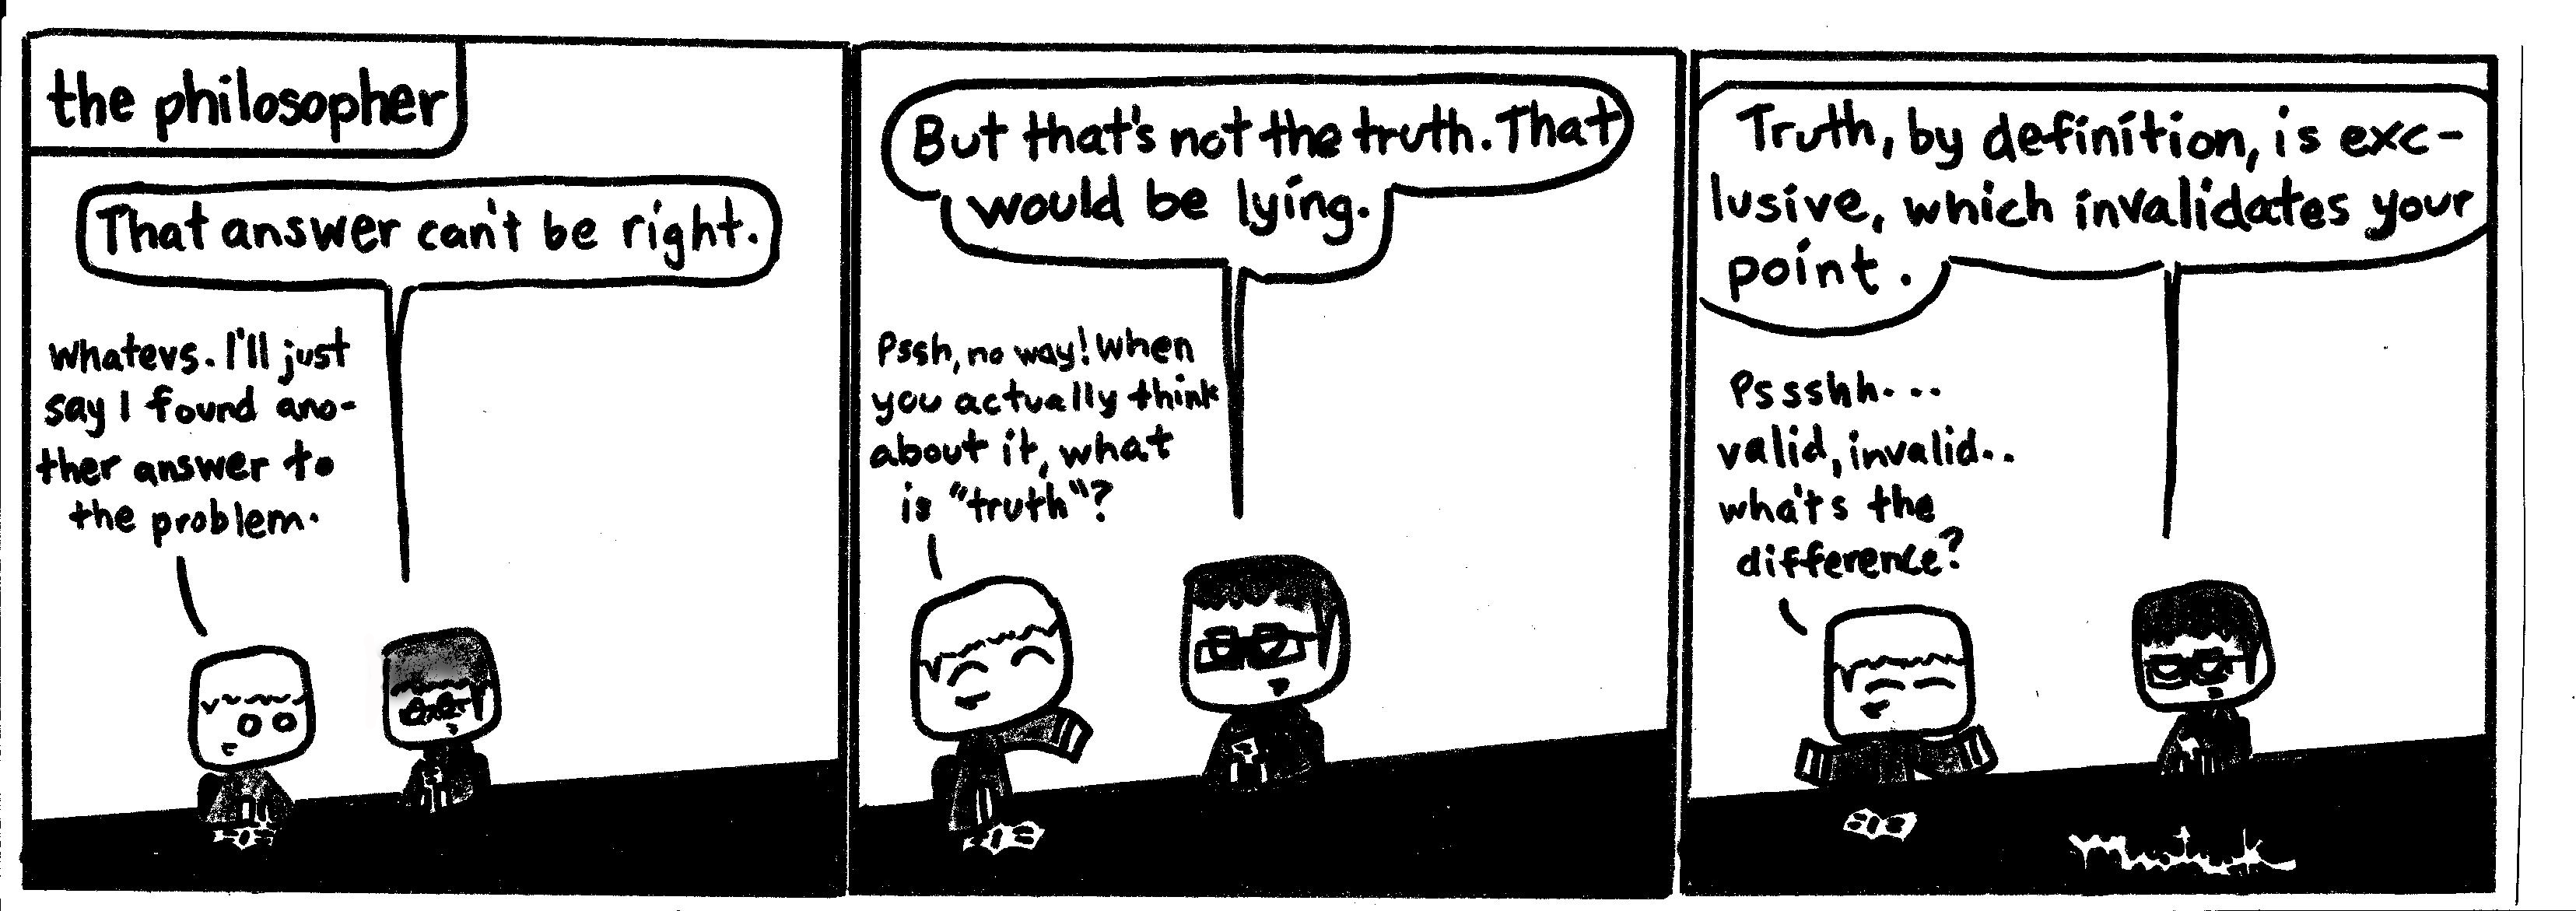 the philosopher
That answer can't be right.
Whatevs. I'll just
say I found ano-
ther answer to
the problem.
But that's not the truth. That
would be lying.
Pssh, no way! When
you actually think
about it, what
is "truth"?
Truth, by definition, is exc-
lusive, which invalidates your
point.
Pssshh...
valid, invalid..
what's the
difference?